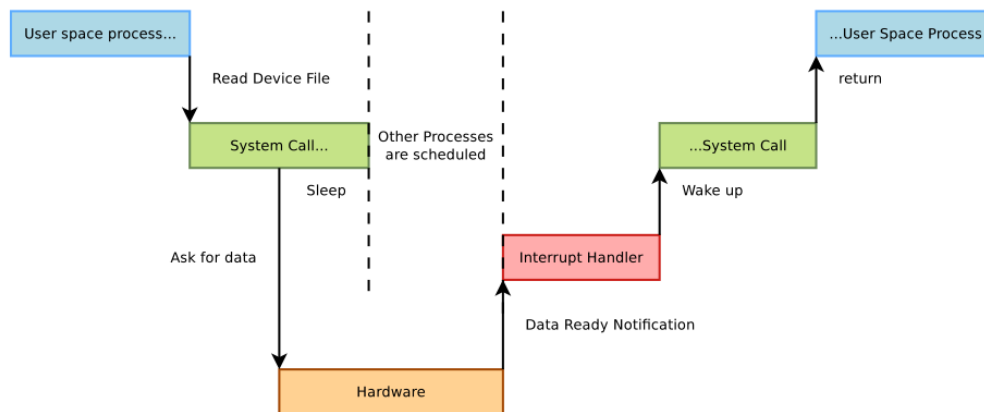 User space process...
...User Space Process
Read Device File
return
System Call...
Other Processes
are scheduled
...System Call
Sleep
Wake up
Ask for data
Interrupt Handler
Data Ready Notification
Hardware